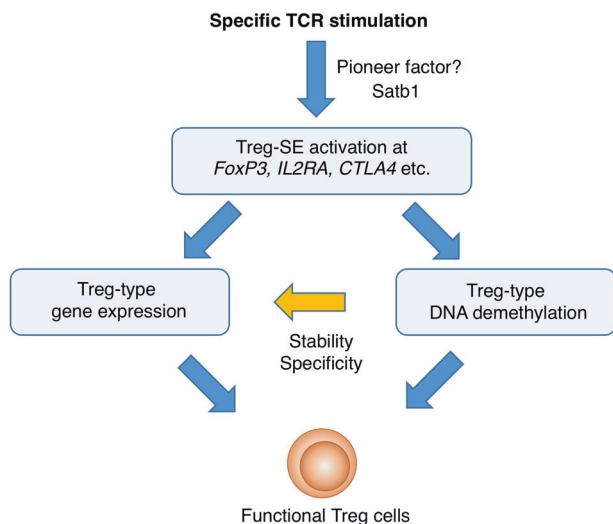 Specific TCR stimulation
Pioneer factor?
Satb1
Treg-SE activation at
FoxP3, IL2RA, CTLA4 etc.
Treg-type
gene expression
Treg-type
DNA demethylation
Stability
Specificity
Functional Treg cells